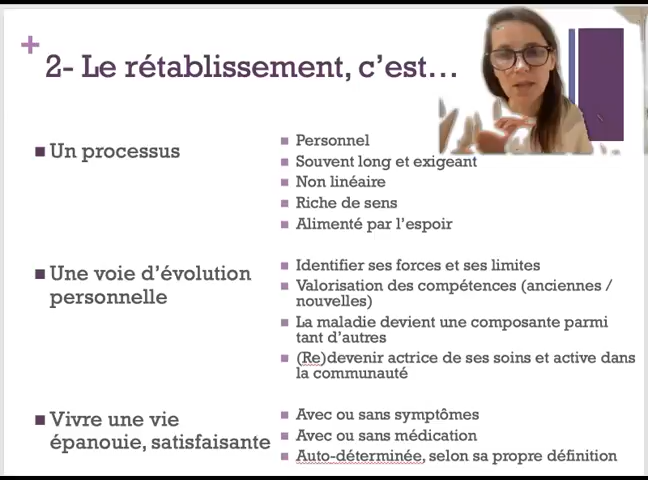 +
2- Le rétablissement, c’est…
Un processus
Personnel
Souvent long et exigeant
Non linéaire
Riche de sens
Alimenté par l’espoir
Une voie d’évolution
personnelle
Identifier ses forces et ses limites
Valorisation des compétences (anciennes /
nouvelles)
La maladie devient une composante parmi
tant d’autres
(Re)devenir actrice de ses soins et active dans
la communauté
Vivre une vie
épanouie, satisfaisante
Avec ou sans symptômes
Avec ou sans médication
Auto-déterminée, selon sa propre définition